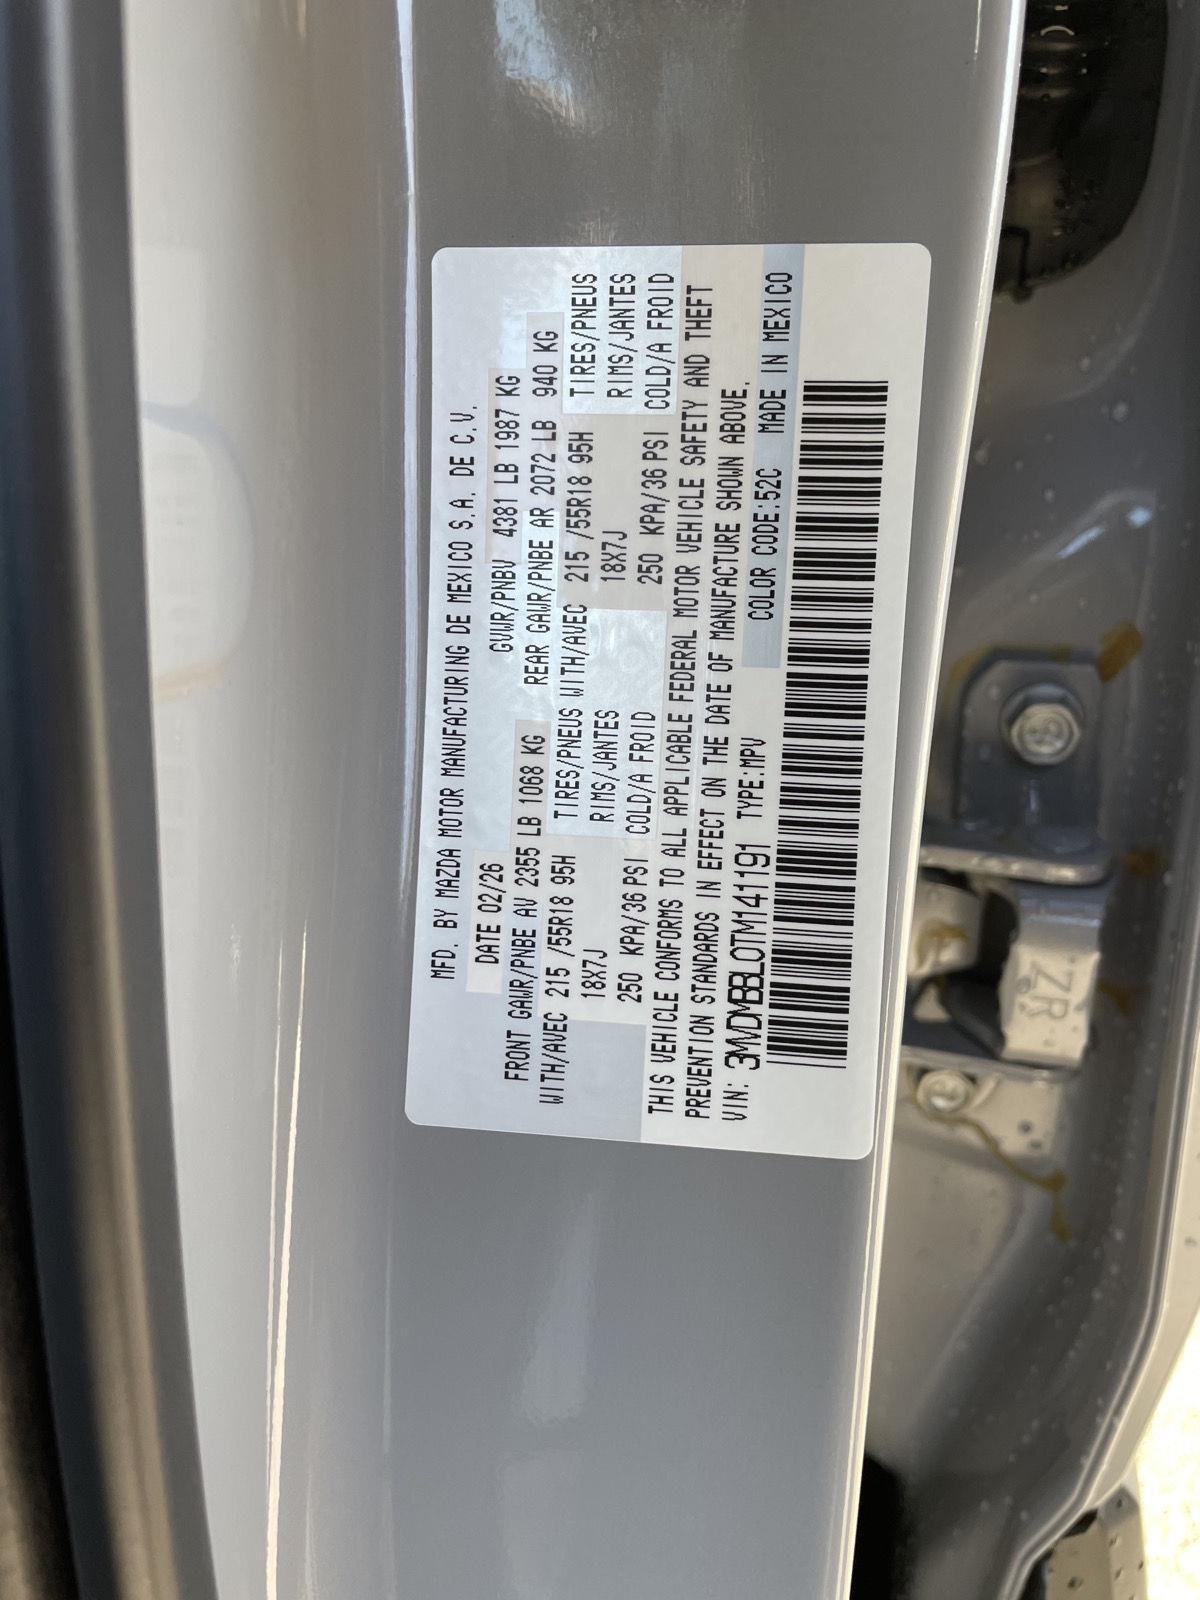 MFD. BY MAZDA MOTOR MANUFACTURING DE MEXICO S.A. DE C.V.
DATE 02/26 GVWR/PNBV 4381 LB 1987 KG
FRONT GAWR/PNBE AV 2355 LB 1068 KG REAR GAWR/PNBE AR 2072 LB 940 KG
WITH/AVEC 215 /55R18 95H TIRES/PNEUS WITH/AVEC 215 /55R18 95H TIRES/PNEUS
18X7J RIMS/JANTES 18X7J RIMS/JANTES
250 KPA/36 PSI COLD/A FROID 250 KPA/36 PSI COLD/A FROID
THIS VEHICLE CONFORMS TO ALL APPLICABLE FEDERAL MOTOR VEHICLE SAFETY AND THEFT
PREVENTION STANDARDS IN EFFECT ON THE DATE OF MANUFACTURE SHOWN ABOVE.
VIN: 3MVDMBBL0TM141191 TYPE:MPV COLOR CODE:52C MADE IN MEXICO
ZR